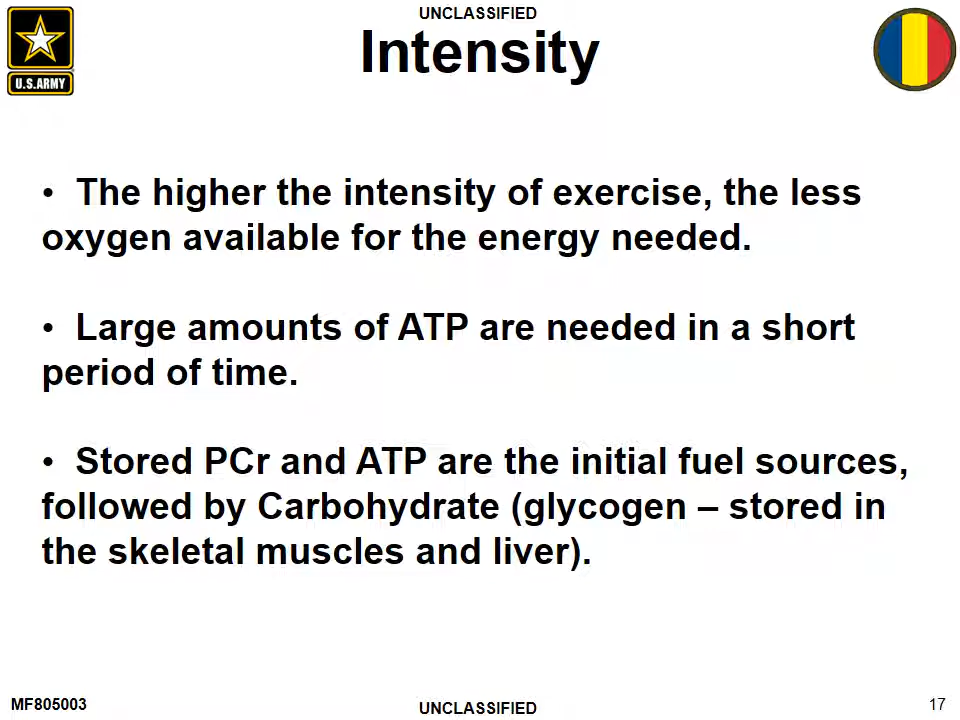 UNCLASSIFIED
Intensity
U.S.ARMY
• The higher the intensity of exercise, the less
oxygen available for the energy needed.
• Large amounts of ATP are needed in a short
period of time.
• Stored PCr and ATP are the initial fuel sources,
followed by Carbohydrate (glycogen – stored in
the skeletal muscles and liver).
MF805003
UNCLASSIFIED
17